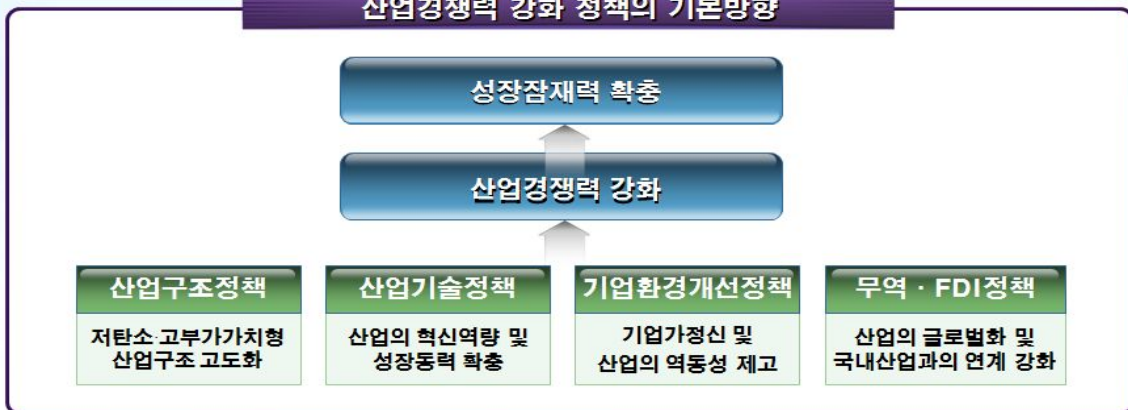 산업경쟁력 강화 정책의 기본방향
성장잠재력 확충
산업경쟁력 강화
산업구조정책
저탄소·고부가가치형
산업구조 고도화
산업기술정책
산업의 혁신역량 및
성장동력 확충
기업환경개선정책
기업가정신 및
산업의 역동성 제고
무역 · FDI정책
산업의 글로벌화 및
국내산업과의 연계 강화